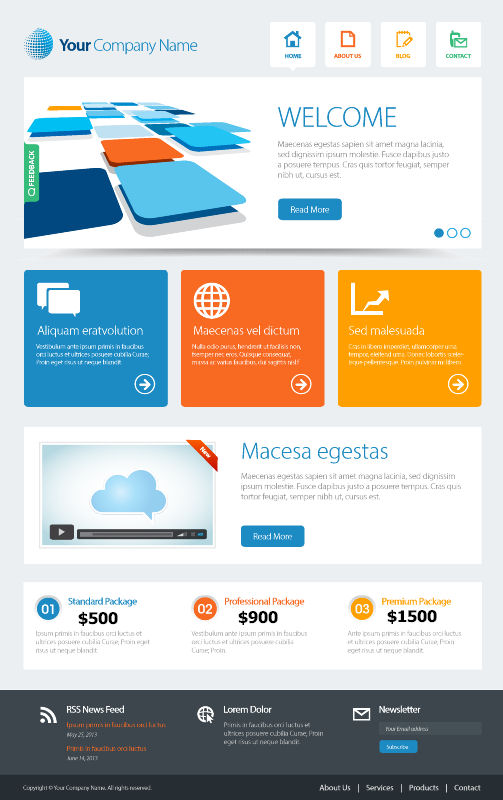 Your Company Name
HOME
ABOUT US
BLOG
CONTACT
WELCOME
Maecenas egestas sapien sit amet magna lacinia,
sed dignissim ipsum molestie. Fusce dapibus diam
a posuere tempus. Cras in quam tortor, semper
nibh ut, cursus est.
FEEDBACK
Read More
Aliquam eratvolution
Vestibulum ante ipsum primis in faucibus
orci luctus et ultrices posuere cubilia Curae;
Proin eget risus ut neque blandit.
Maecenas vel dictum
Nulla odio purus, hendrerit ut facilisis non,
fsemper nec eros. Quisque consequat,
massa ac varius faucibus, dui sagittis nisl
Sed malesuada
Cras in libero imperdiet, ullamcorper urna,
tempus eleifend urna. Donec lobortis sceler-
isque pellentesque. Proin pulvinar mi libero.
New
HD
Macesa egestas
Maecenas egestas sapien sit amet magna lacinia, sed dignissim
ipsum molestie. Fusce dapibus diam a posuere tempus. Cras in quam
tortor feugiat, semper nibh ut, cursus est.
Read More
01
Standard Package
$500
Ipsum primis in faucibus orci luctus et
ultrices posuere cubilia Curae; Proin eget
risus ut neque blandit.
02
Professional Package
$900
Vestibulum ante ipsum primis in faucibus
orci luctus et ultrices posuere cubilia
Curae; Proin.
03
Premium Package
$1500
Ante ipsum primis in faucibus orci luctus et
ultrices posuere cubilia Curae; Proin eget
risus ut neque blandit.
RSS News Feed
Ipsum primis in faucibus orci luctus
May 25, 2013
Primis in faucibus orci luctus
June 14, 2013
Lorem Dolor
Primis in faucibus orci luctus et
ultrices posuere cubilia Curae; Proin
eget risus ut neque blandit.
Newsletter
Your Email address
Subscribe
Copyright © Your Company Name. All rights reserved.
About Us | Services | Products | Contact